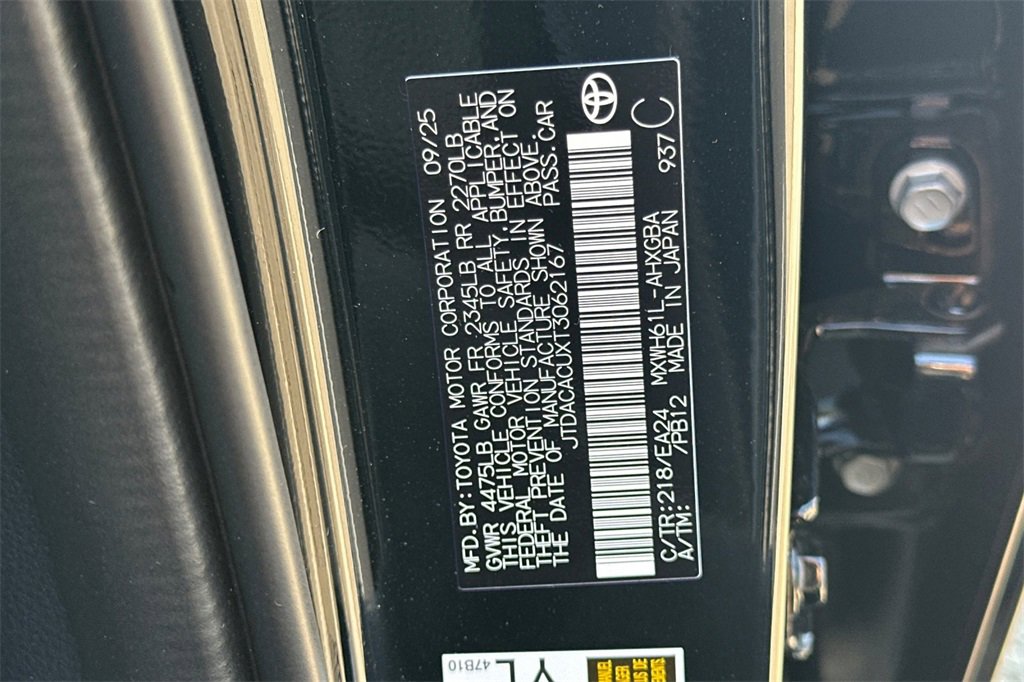 MFD.BY:TOYOTA MOTOR CORPORATION 09/25
GVWR 4475LB GAWR FR 2345LB RR 2270LB
THIS VEHICLE CONFORMS TO ALL APPLICABLE
FEDERAL MOTOR VEHICLE SAFETY,BUMPER,AND
THEFT PREVENTION STANDARDS IN EFFECT ON
THE DATE OF MANUFACTURE SHOWN ABOVE.
JTDACACUXT3062167 PASS.CAR
C/TR:218/EA24 MXWH61L-AHXGBA 937 C
A/TM: /PB12 MADE IN JAPAN
47B10
YL